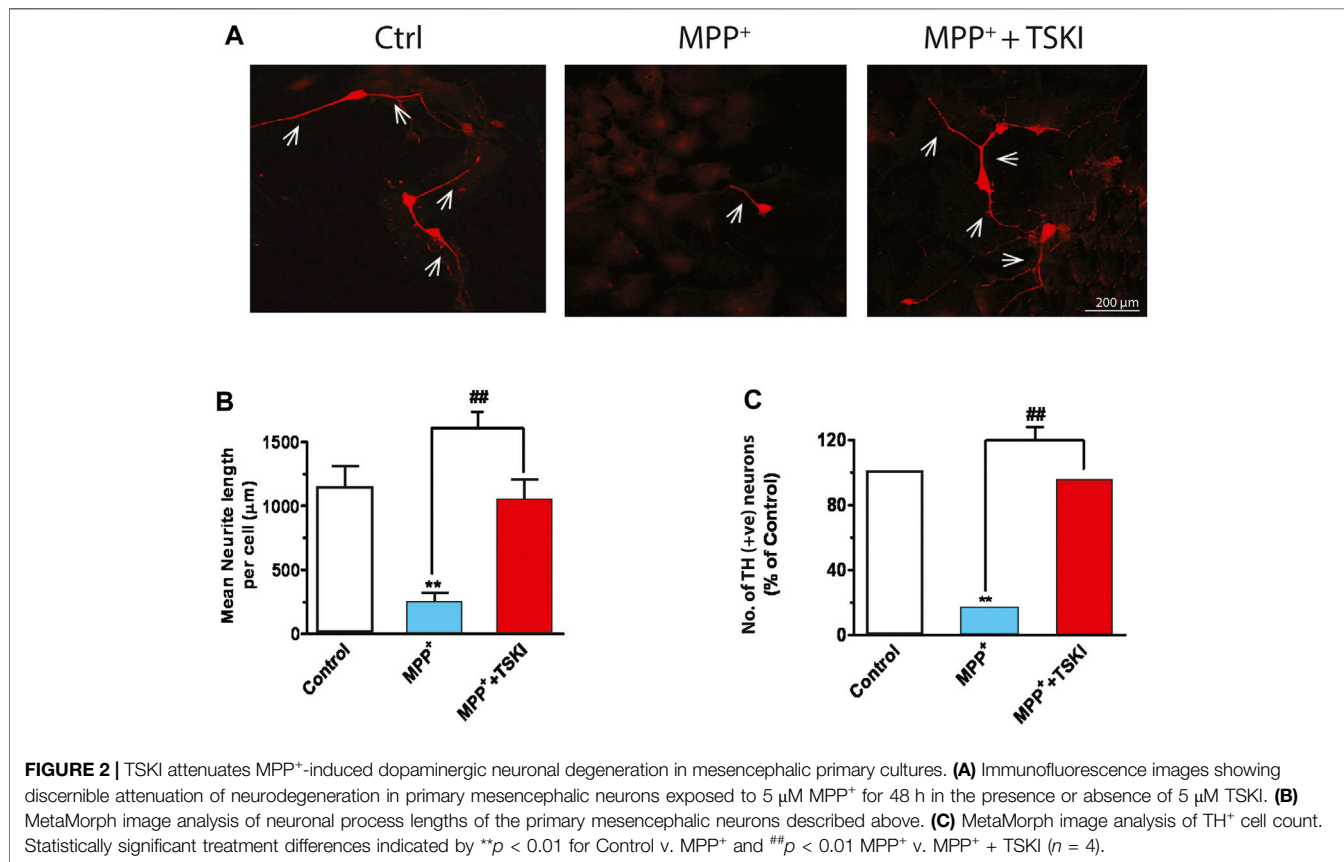 A
Ctrl
MPP⁺
MPP⁺ + TSKI
200 µm
B
Mean Neurite length
per cell (µm)
1500
1000
500
0
##
**
Control
MPP⁺
MPP⁺+TSKI
C
No. of TH (+ve) neurons
(% of Control)
120
80
40
0
##
**
Control
MPP⁺
MPP⁺+TSKI
FIGURE 2 | TSKI attenuates MPP⁺-induced dopaminergic neuronal degeneration in mesencephalic primary cultures. (A) Immunofluorescence images showing
discernible attenuation of neurodegeneration in primary mesencephalic neurons exposed to 5 µM MPP⁺ for 48 h in the presence or absence of 5 µM TSKI. (B)
MetaMorph image analysis of neuronal process lengths of the primary mesencephalic neurons described above. (C) MetaMorph image analysis of TH⁺ cell count.
Statistically significant treatment differences indicated by **p < 0.01 for Control v. MPP⁺ and ##p < 0.01 MPP⁺ v. MPP⁺ + TSKI (n = 4).